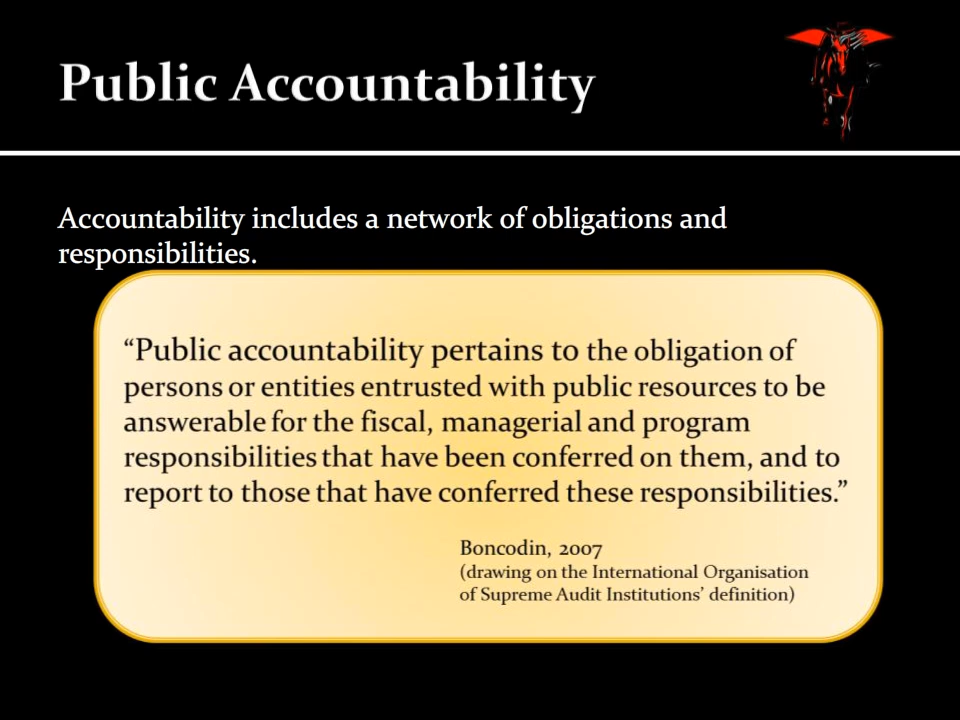 Public Accountability
Accountability includes a network of obligations and
responsibilities.
“Public accountability pertains to the obligation of
persons or entities entrusted with public resources to be
answerable for the fiscal, managerial and program
responsibilities that have been conferred on them, and to
report to those that have conferred these responsibilities.”
Boncodin, 2007
(drawing on the International Organisation
of Supreme Audit Institutions’ definition)